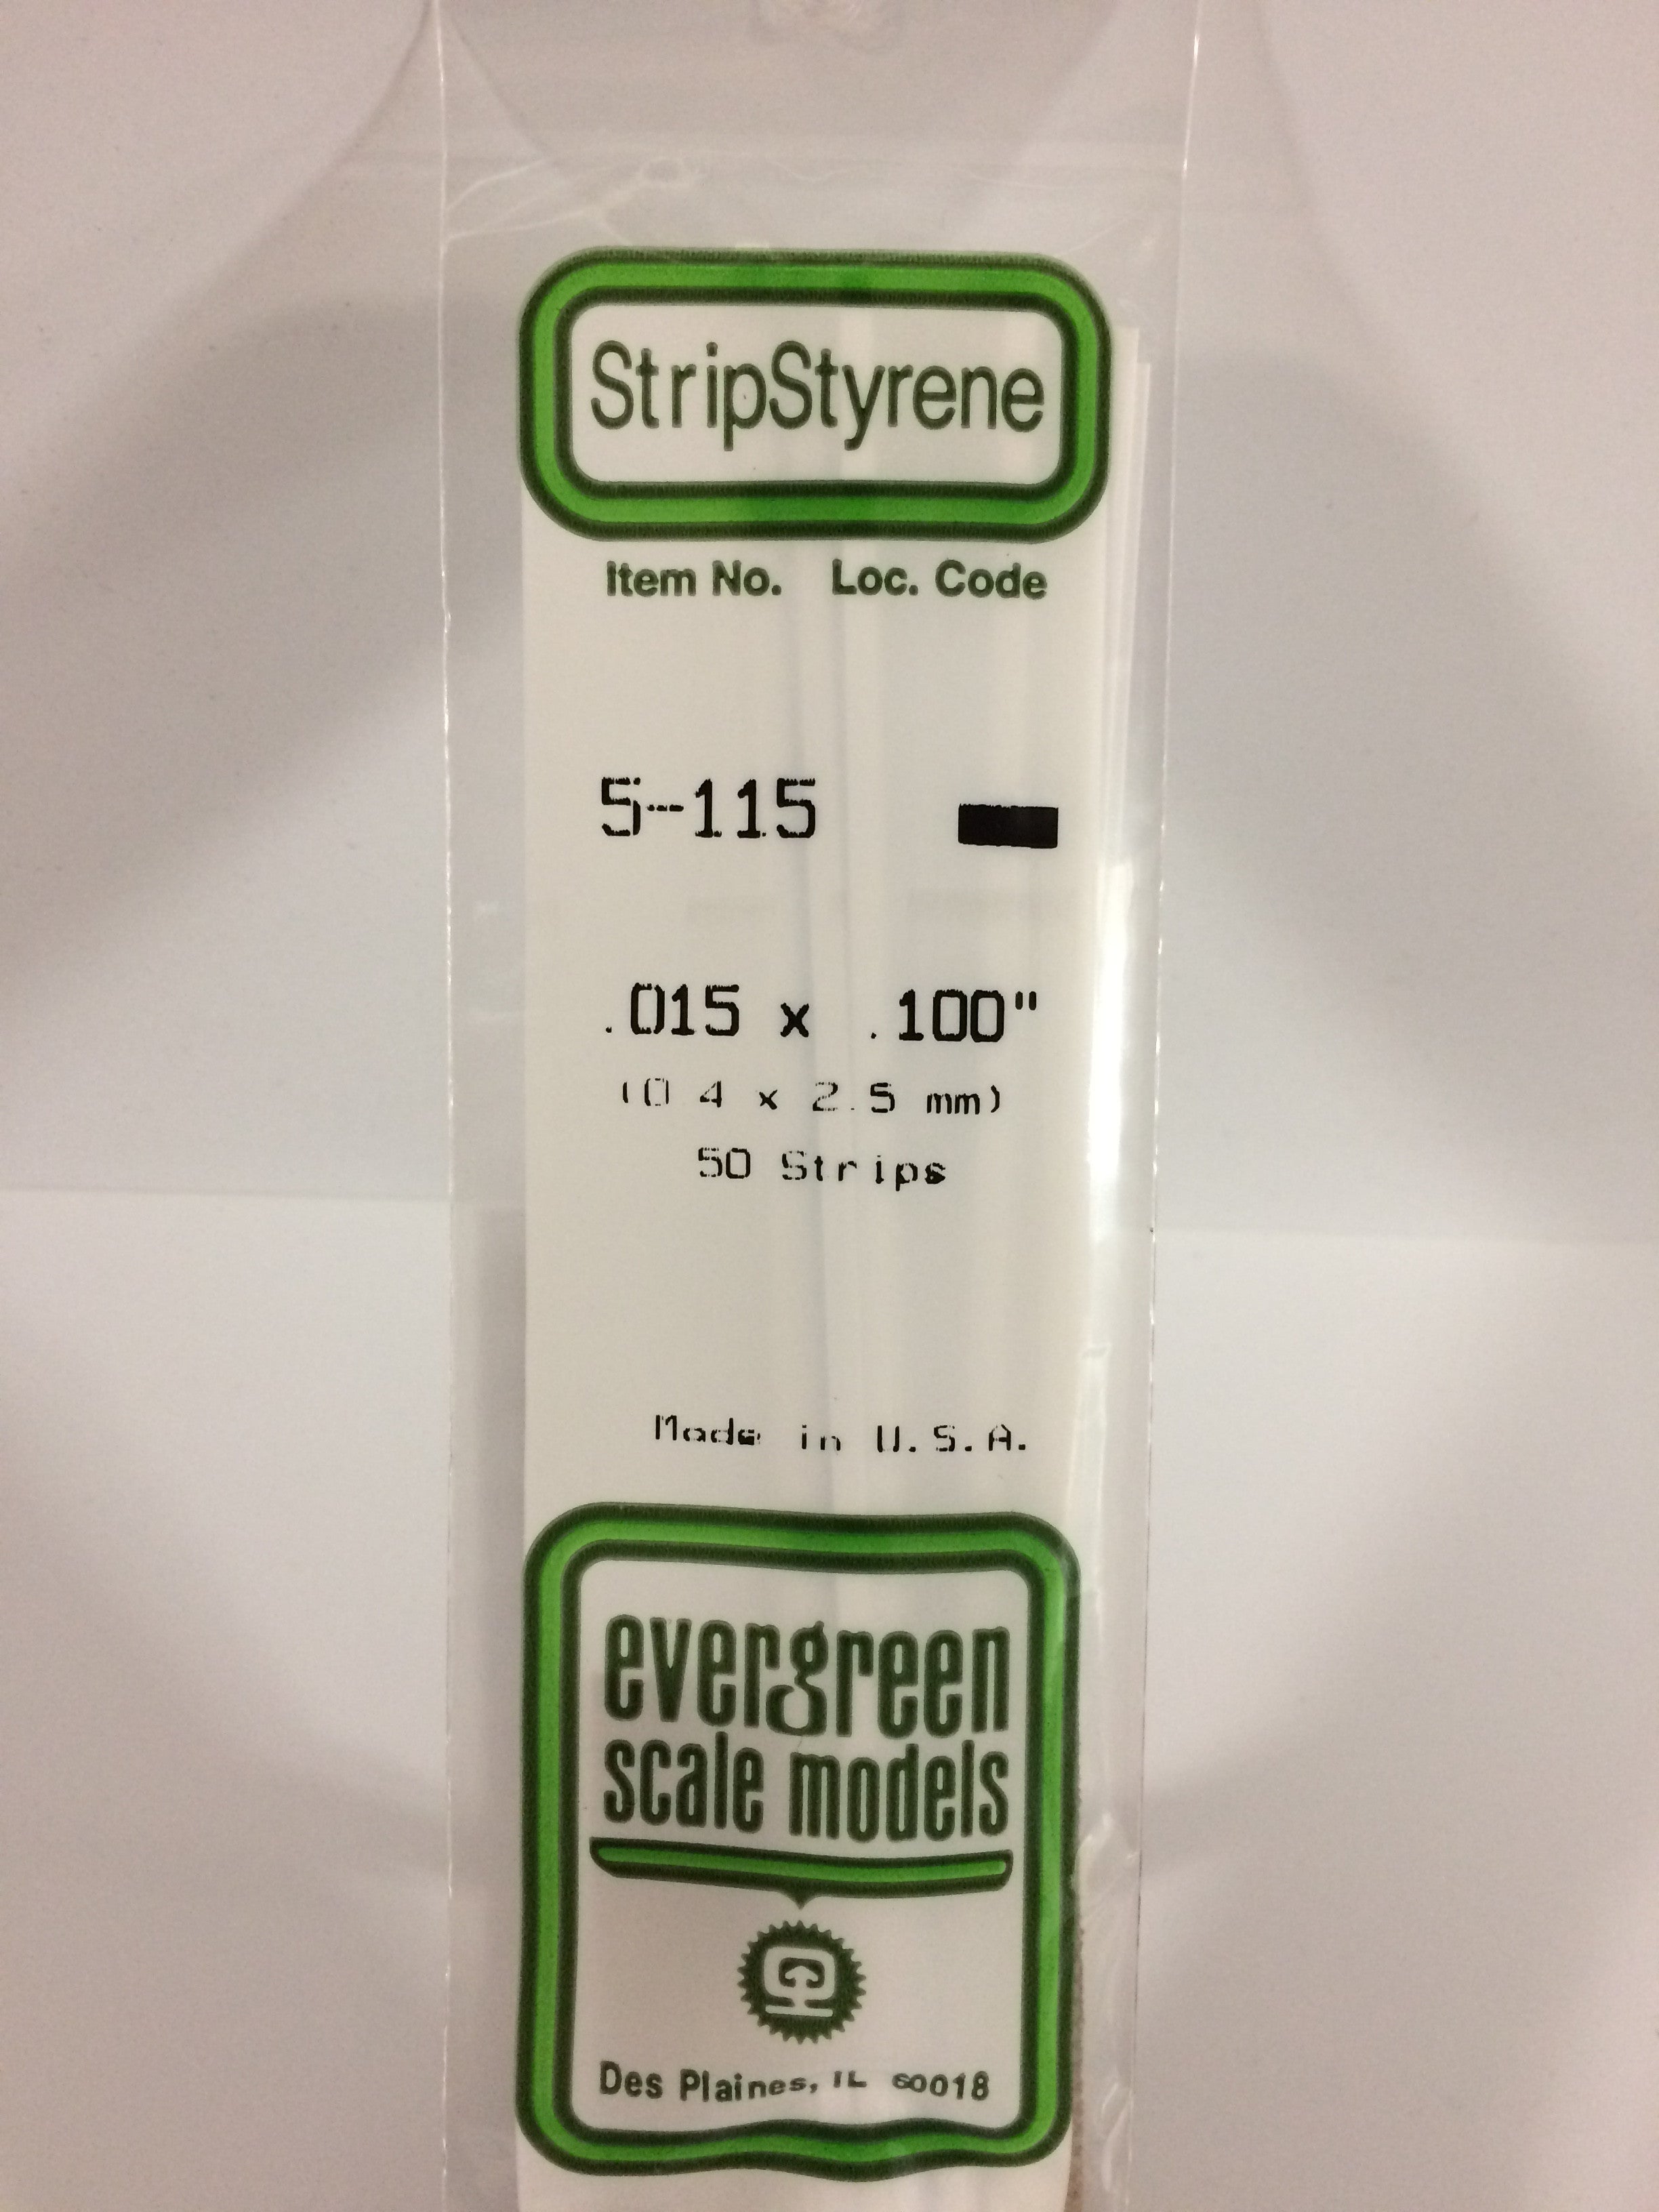 StripStyrene
Item No. Loc. Code
5-115
.015 x .100"
(0.4 x 2.5 mm)
50 Strips
Made in U.S.A.
evergreen
scale models
Des Plaines, IL 60018